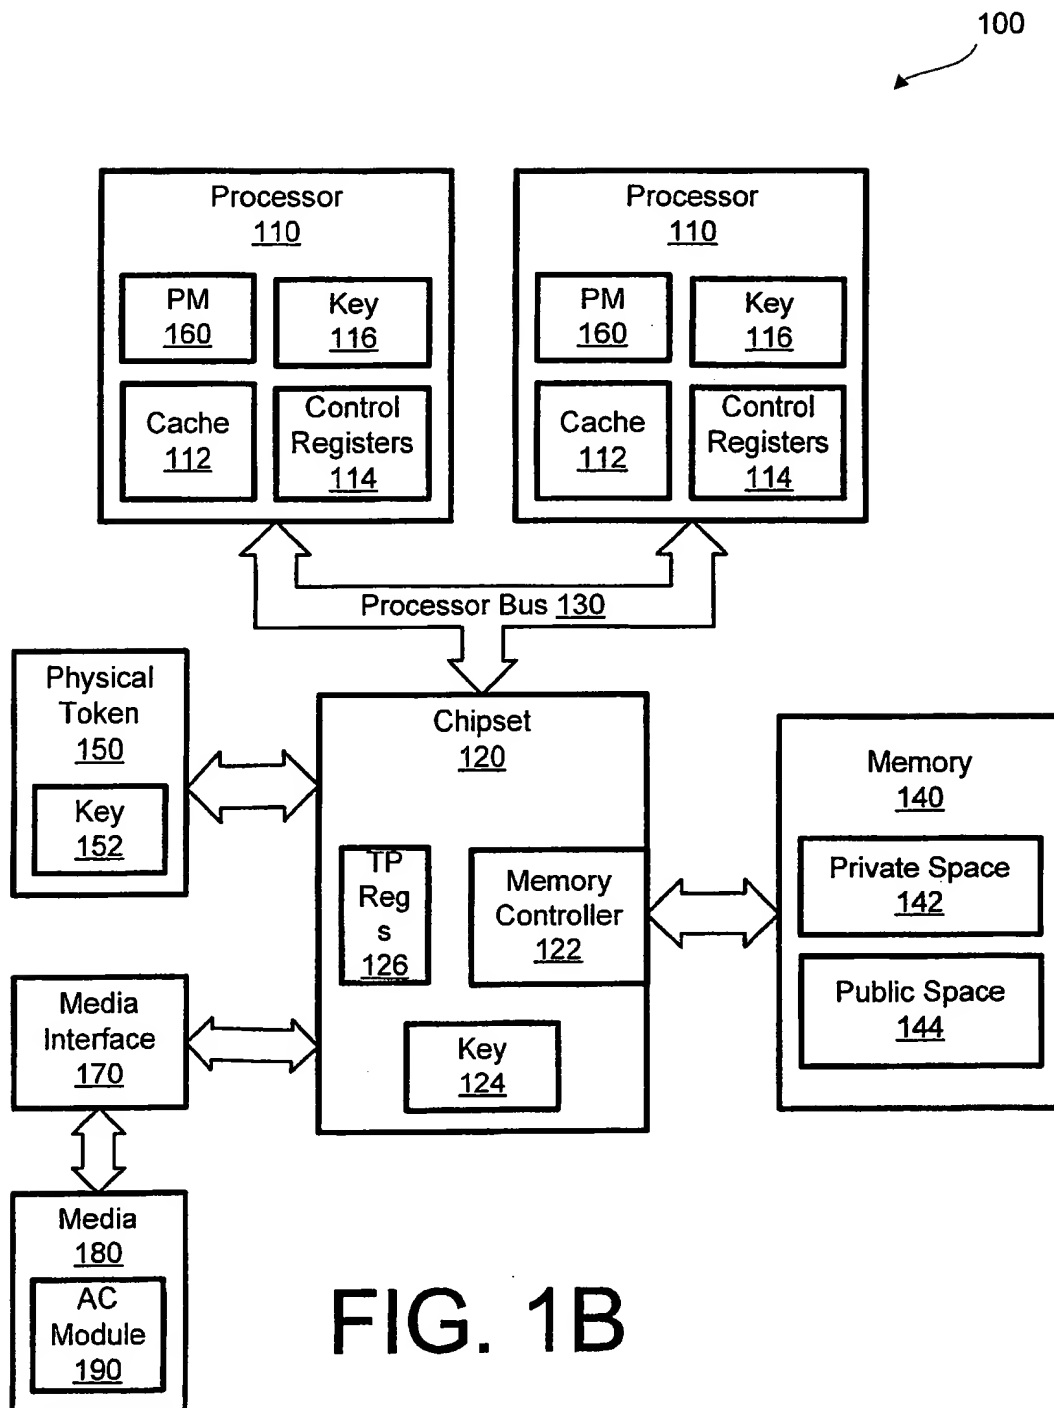 100
Processor
110
PM
160
Key
116
Cache
112
Control
Registers
114
Processor
110
PM
160
Key
116
Cache
112
Control
Registers
114
Processor Bus 130
Physical
Token
150
Key
152
Chipset
120
TP
Reg
s
126
Memory
Controller
122
Key
124
Memory
140
Private Space
142
Public Space
144
Media
Interface
170
Media
180
AC
Module
190
FIG. 1B